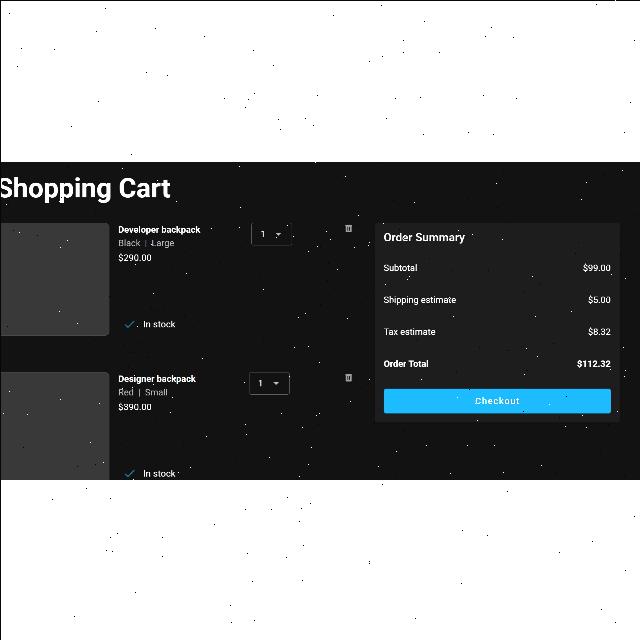 Shopping Cart
Developer backpack
Black | Large
$290.00
1
In stock
Designer backpack
Red | Small
$390.00
1
In stock
Order Summary
Subtotal $99.00
Shipping estimate $5.00
Tax estimate $8.32
Order Total $112.32
Checkout